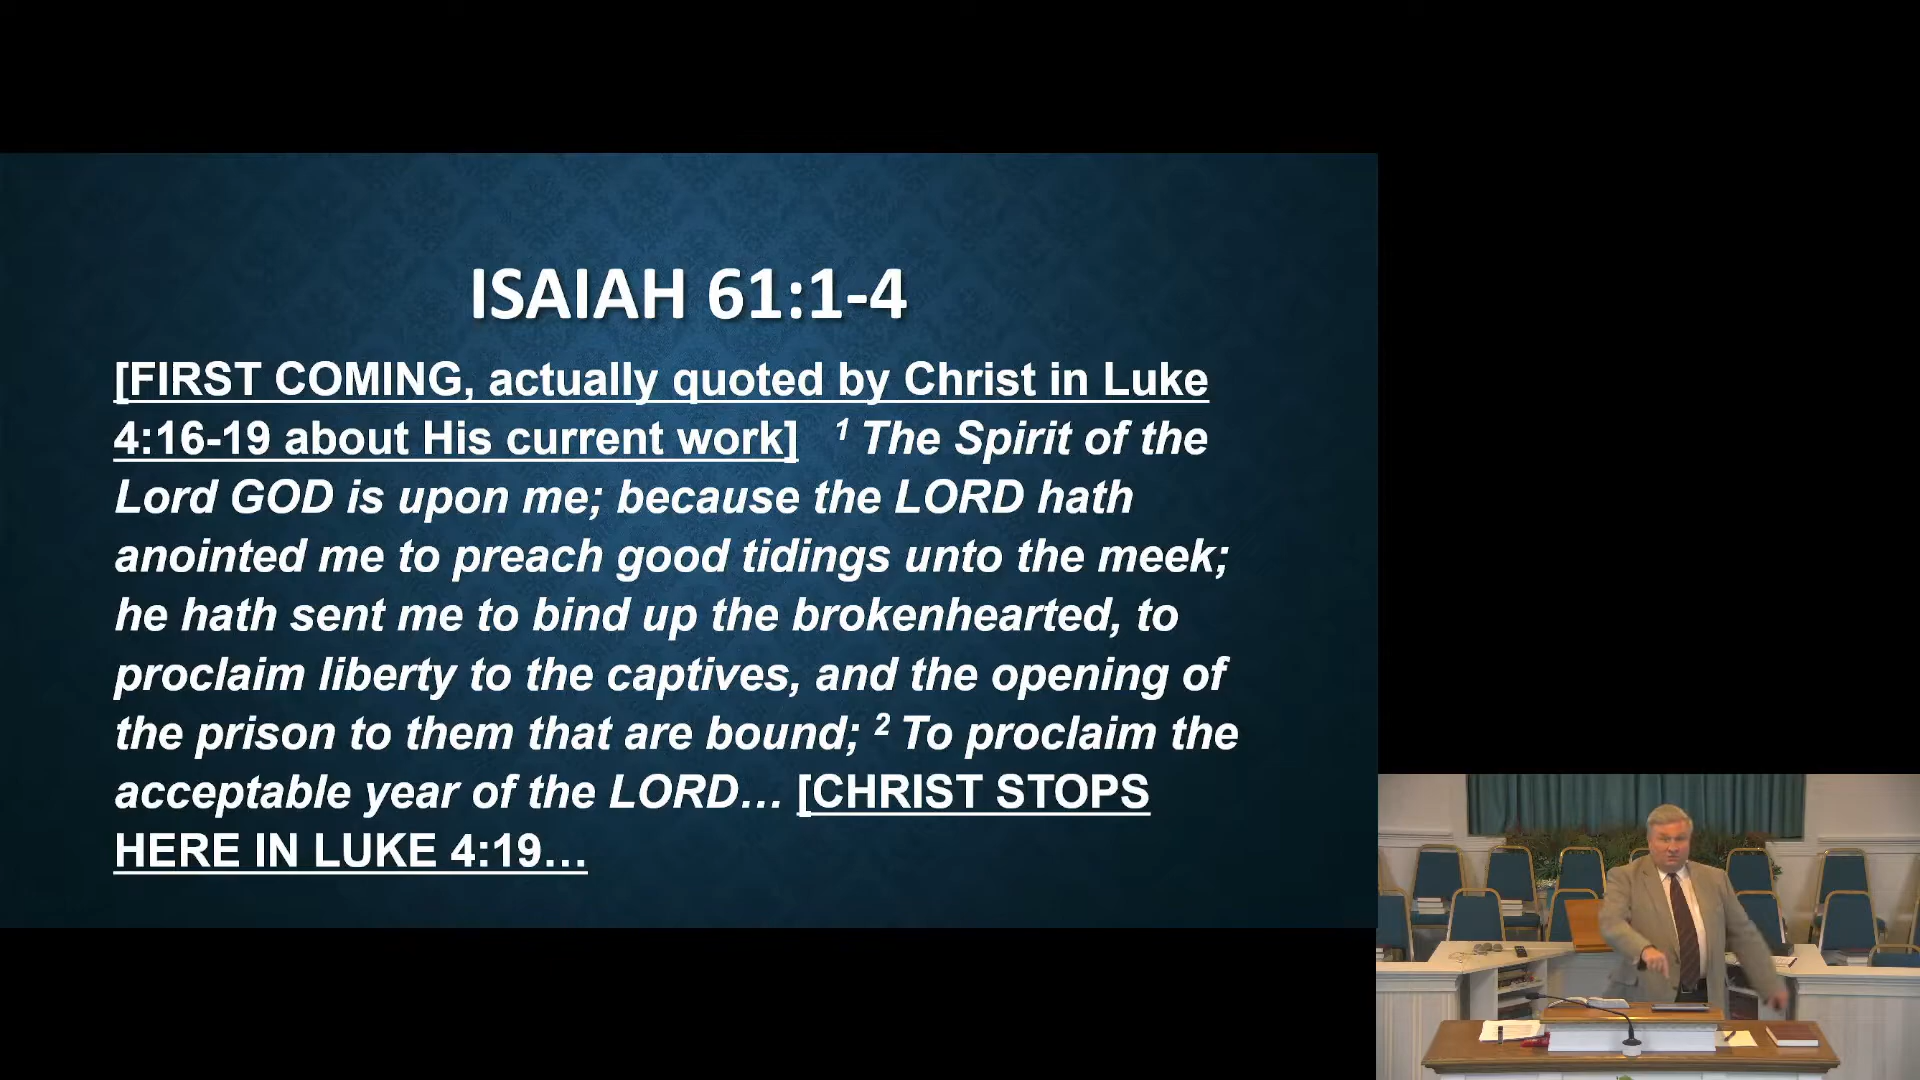 ISAIAH 61:1-4
[FIRST COMING, actually quoted by Christ in Luke
4:16-19 about His current work] 1 The Spirit of the
Lord GOD is upon me; because the LORD hath
anointed me to preach good tidings unto the meek;
he hath sent me to bind up the brokenhearted, to
proclaim liberty to the captives, and the opening of
the prison to them that are bound; 2 To proclaim the
acceptable year of the LORD… [CHRIST STOPS
HERE IN LUKE 4:19…